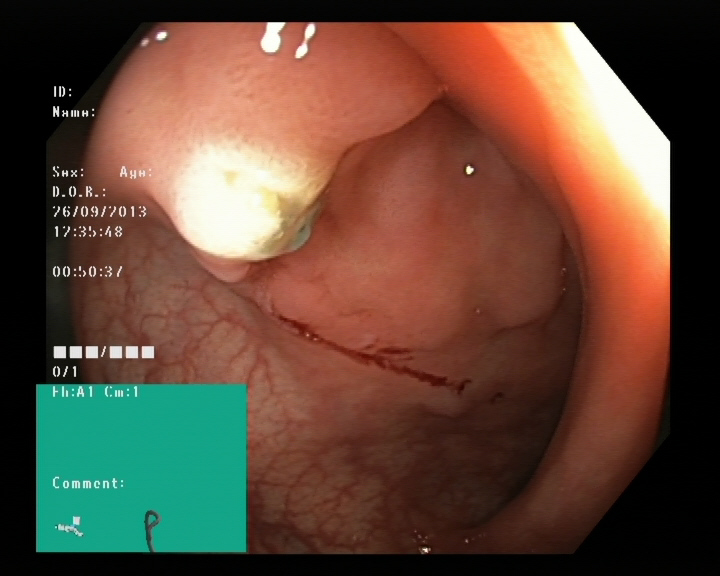 ID:
Name:
Sex: Age:
D.O.B.:
26/09/2013
12:35:48
00:50:37
■■■/■■■
0/1
Eh:A1 Cm:1
Comment: